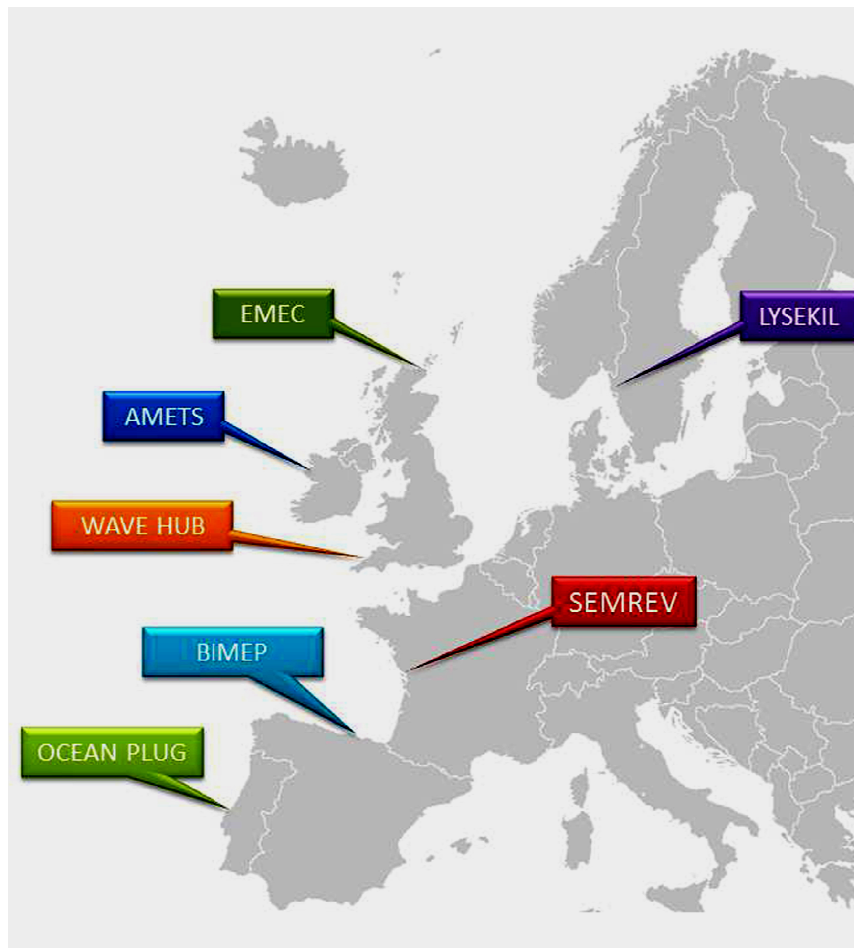 EMEC
LYSEKIL
AMETS
WAVE HUB
SEMREV
BIMEP
OCEAN PLUG